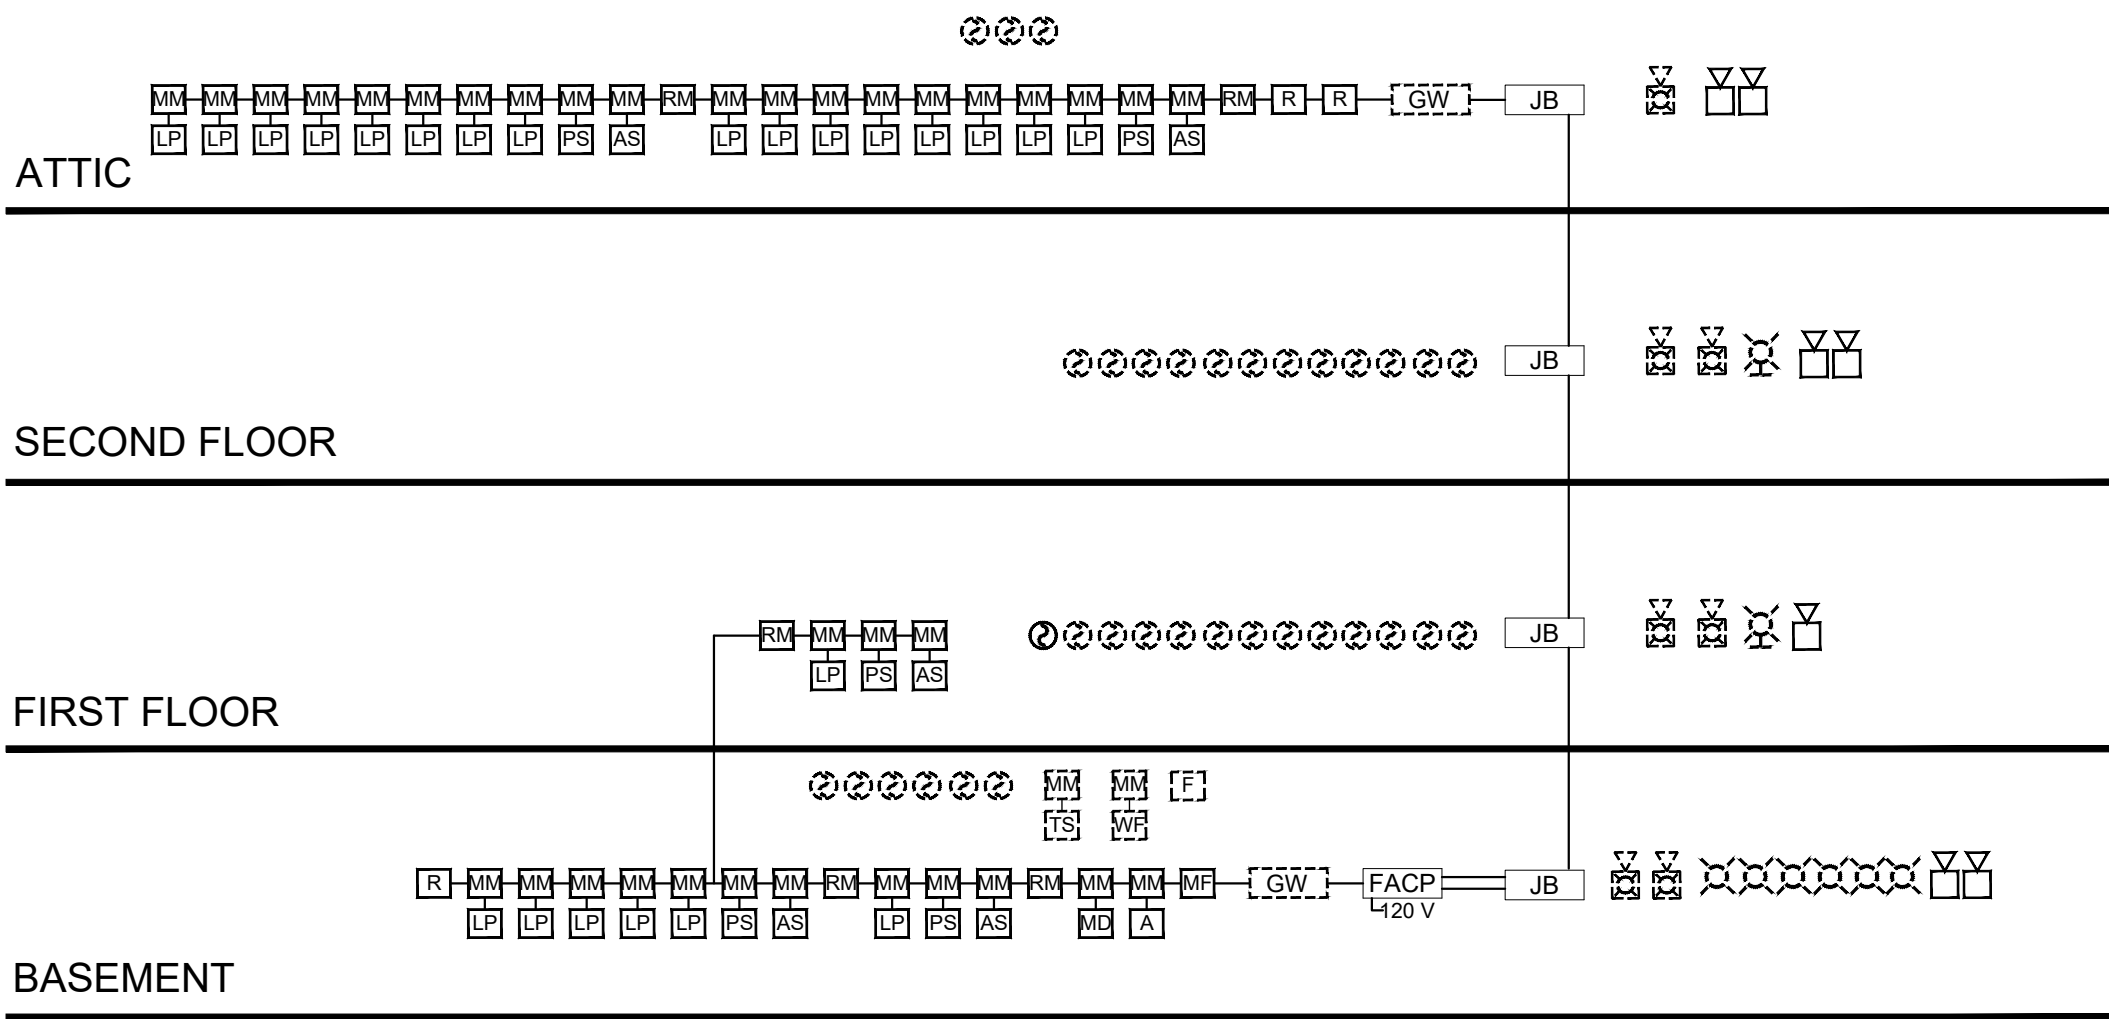 MM MM MM MM MM MM MM MM MM MM RM MM MM MM MM MM MM MM MM MM MM RM R R GW JB
LP LP LP LP LP LP LP LP PS AS LP LP LP LP LP LP LP LP PS AS
ATTIC
JB
SECOND FLOOR
RM MM MM MM JB
LP PS AS
FIRST FLOOR
MM MM F
TS WF
R MM MM MM MM MM MM MM RM MM MM MM RM MM MM MF GW FACP JB
LP LP LP LP LP PS AS LP PS AS MD A 120 V
BASEMENT